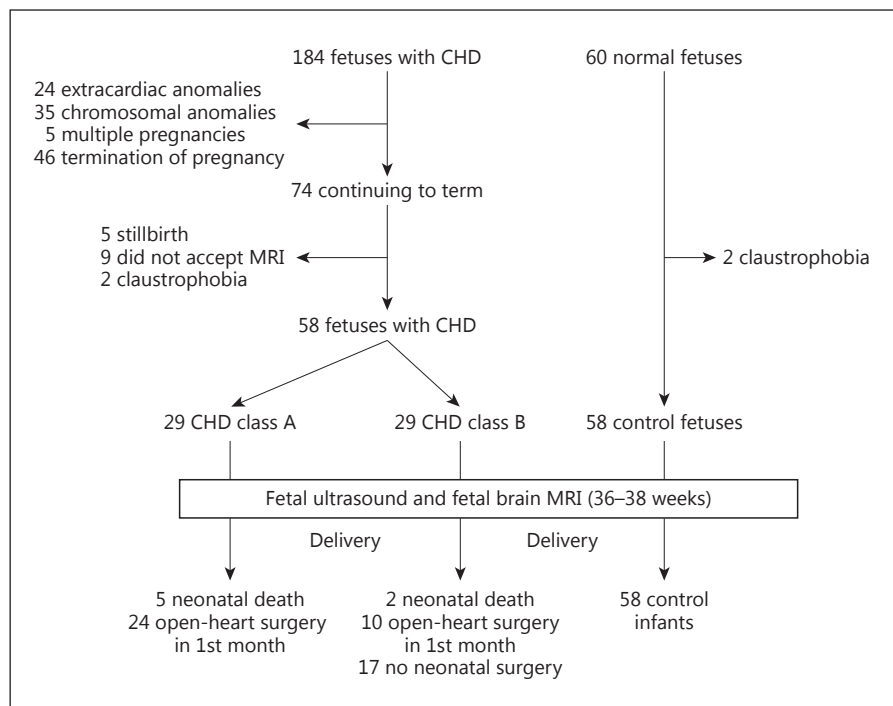 184 fetuses with CHD
60 normal fetuses
24 extracardiac anomalies
35 chromosomal anomalies
5 multiple pregnancies
46 termination of pregnancy
74 continuing to term
5 stillbirth
9 did not accept MRI
2 claustrophobia
2 claustrophobia
58 fetuses with CHD
29 CHD class A
29 CHD class B
58 control fetuses
Fetal ultrasound and fetal brain MRI (36–38 weeks)
Delivery
Delivery
5 neonatal death
24 open-heart surgery
in 1st month
2 neonatal death
10 open-heart surgery
in 1st month
17 no neonatal surgery
58 control
infants